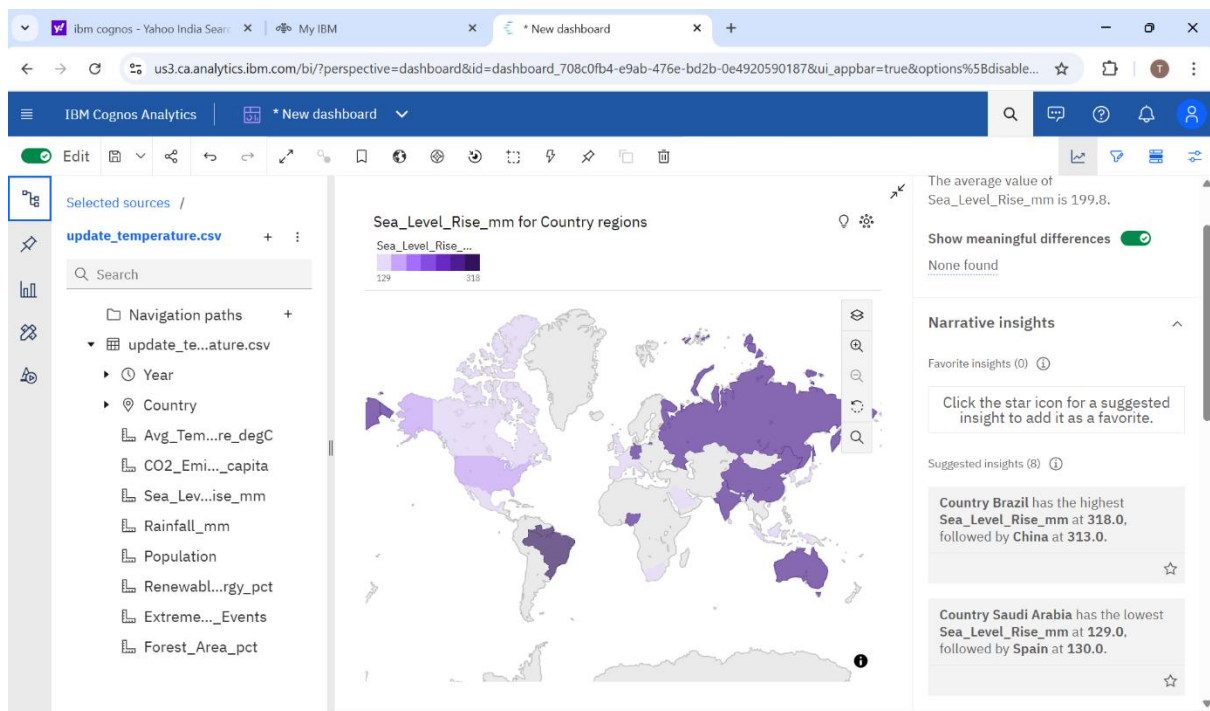 ibm cognos - Yahoo India Searc
My IBM
* New dashboard
us3.ca.analytics.ibm.com/bi/?perspective=dashboard&id=dashboard_708c0fb4-e9ab-476e-bd2b-0e4920590187&ui_appbar=true&options%5Bdisable...
T
IBM Cognos Analytics
* New dashboard
Edit
Selected sources /
update_temperature.csv
Search
Navigation paths
update_te...ature.csv
Year
Country
Avg_Tem...re_degC
CO2_Emi..._capita
Sea_Lev...ise_mm
Rainfall_mm
Population
Renewabl...rgy_pct
Extreme..._Events
Forest_Area_pct
Sea_Level_Rise_mm for Country regions
Sea_Level_Rise_...
129 318
The average value of
Sea_Level_Rise_mm is 199.8.
Show meaningful differences
None found
Narrative insights
Favorite insights (0)
Click the star icon for a suggested
insight to add it as a favorite.
Suggested insights (8)
Country Brazil has the highest
Sea_Level_Rise_mm at 318.0,
followed by China at 313.0.
Country Saudi Arabia has the lowest
Sea_Level_Rise_mm at 129.0,
followed by Spain at 130.0.